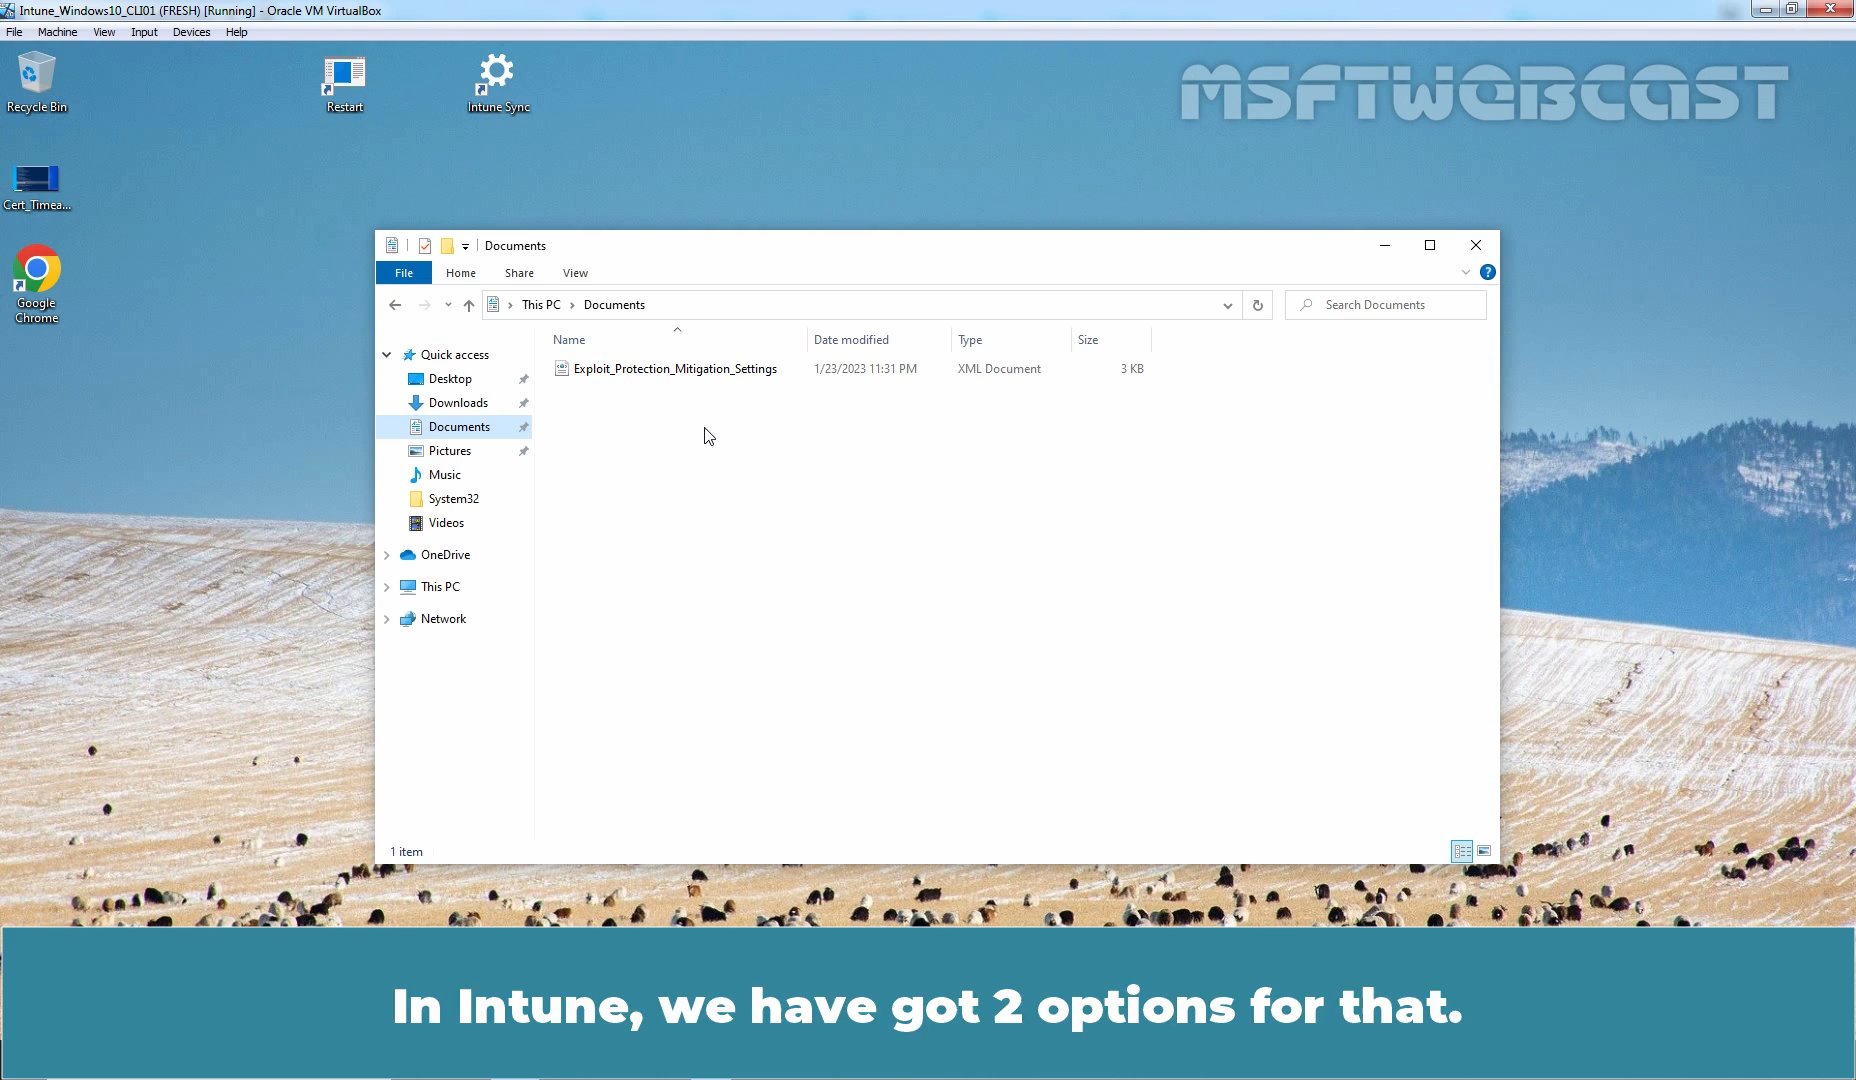 Intune_Windows10_CLI01 (FRESH) [Running] - Oracle VM VirtualBox
File Machine View Input Devices Help
Recycle Bin
Restart
Intune Sync
MSFTWEBCAST
Cert_Timea...
Google
Chrome
Documents
File Home Share View
This PC Documents
Search Documents
Name Date modified Type Size
Exploit_Protection_Mitigation_Settings 1/23/2023 11:31 PM XML Document 3 KB
Quick access
Desktop
Downloads
Documents
Pictures
Music
System32
Videos
OneDrive
This PC
Network
1 item
In Intune, we have got 2 options for that.